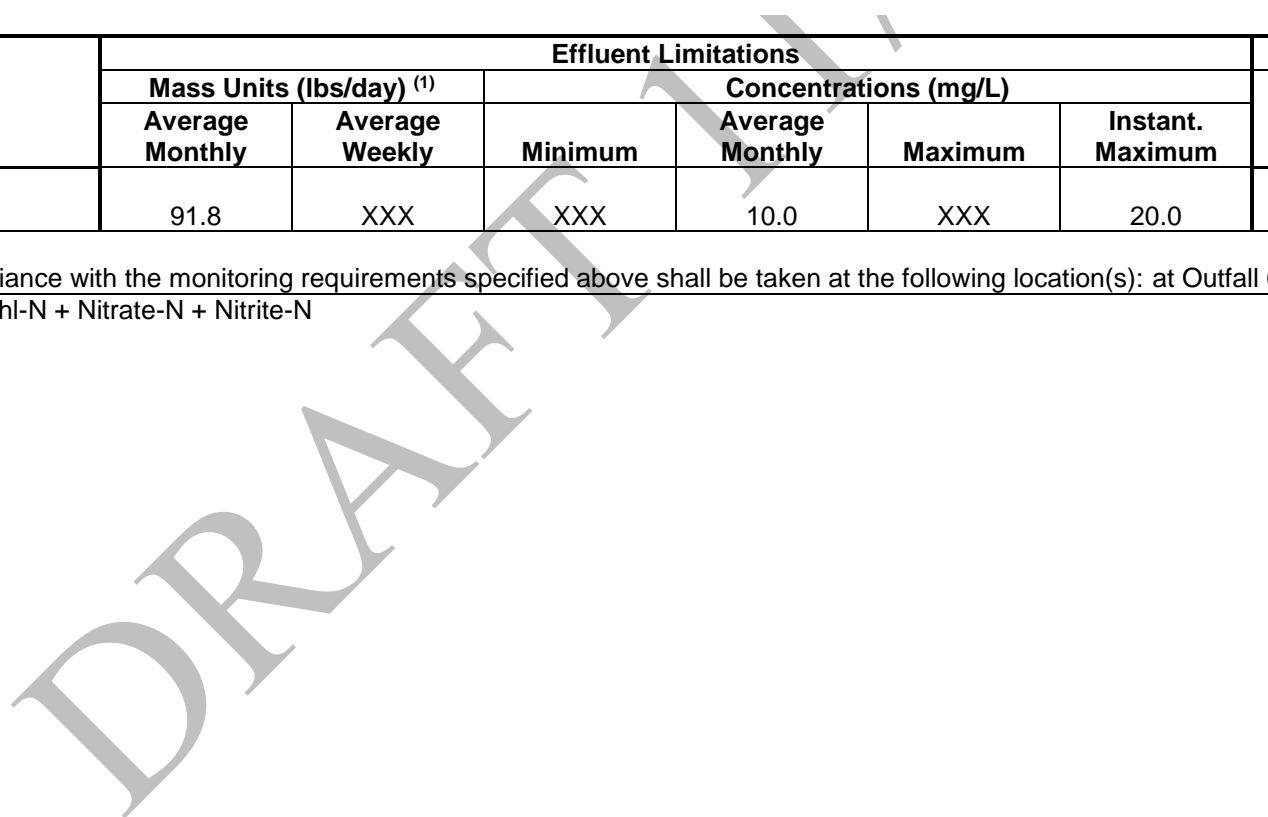 Effluent Limitations
Mass Units (lbs/day) (1) Concentrations (mg/L)
Average Monthly Average Weekly Minimum Average Monthly Maximum Instant. Maximum
91.8 XXX XXX 10.0 XXX 20.0
iance with the monitoring requirements specified above shall be taken at the following location(s): at Outfall
hl-N + Nitrate-N + Nitrite-N
DRAFT